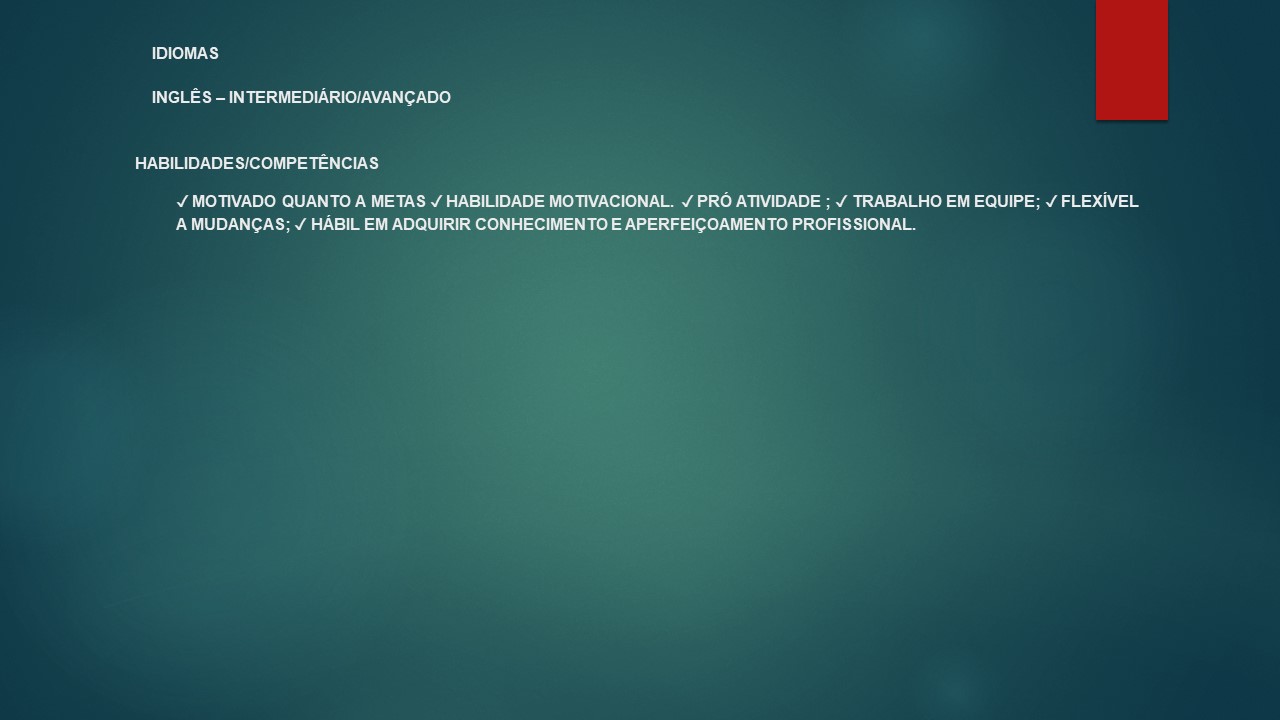 IDIOMAS
INGLÊS – INTERMEDIÁRIO/AVANÇADO
HABILIDADES/COMPETÊNCIAS
✓ MOTIVADO QUANTO A METAS ✓ HABILIDADE MOTIVACIONAL. ✓ PRÓ ATIVIDADE ; ✓ TRABALHO EM EQUIPE; ✓ FLEXÍVEL
A MUDANÇAS; ✓ HÁBIL EM ADQUIRIR CONHECIMENTO E APERFEIÇOAMENTO PROFISSIONAL.